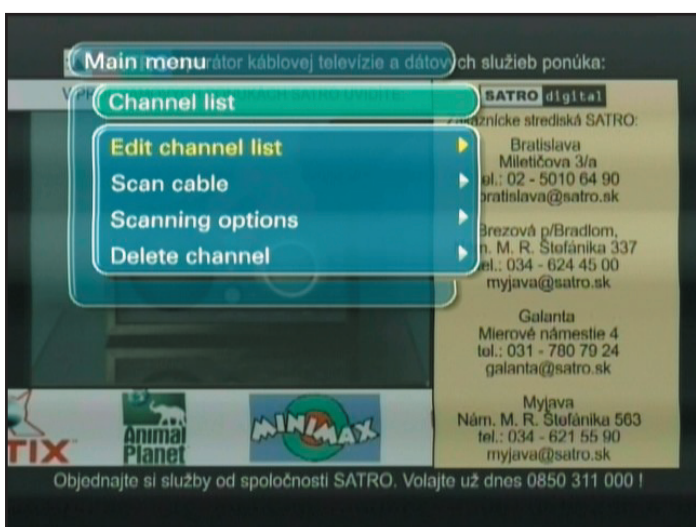 Main menu
rátor káblovej televízie a dátových služieb ponúka:
Channel list
Edit channel list
Scan cable
Scanning options
Delete channel
SATRO digital
strediská SATRO:
Bratislava
Miletičova 3/a
tel.: 02 - 5010 64 90
bratislava@satro.sk
Brezová p/Bradlom,
m. M. R. Štefánika 337
tel.: 034 - 624 45 00
myjava@satro.sk
Galanta
Mierové námestie 4
tel.: 031 - 780 79 24
galanta@satro.sk
Myjava
Nám. M. R. Štefánika 563
tel.: 034 - 621 55 90
myjava@satro.sk
TIX
Animal
Planet
MINIMAX
Objednajte si služby od spoločnosti SATRO. Volajte už dnes 0850 311 000 !